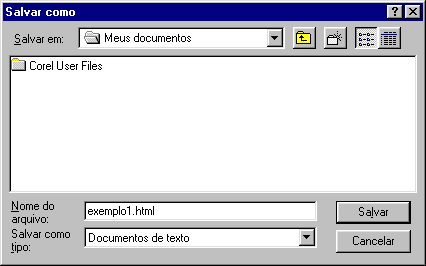 Salvar como
Salvar em: Meus documentos
Corel User Files
Nome do
arquivo: exemplo1.html
Salvar
Salvar como
tipo: Documentos de texto
Cancelar